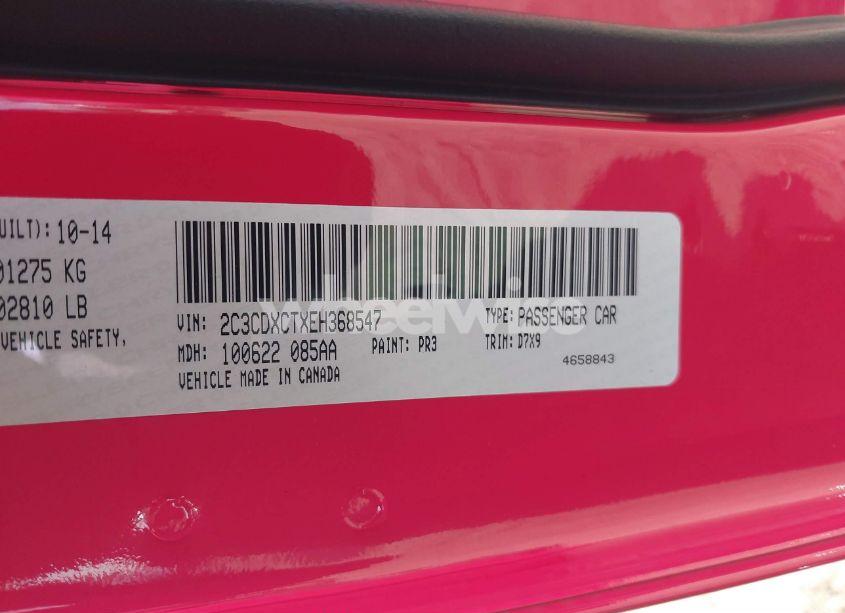 UILT): 10-14
01275 KG
02810 LB
VEHICLE SAFETY,
VIN: 2C3CDXCTXEH368547 TYPE: PASSENGER CAR
MDH: 100622 085AA PAINT: PR3 TRIM: D7X9
VEHICLE MADE IN CANADA 4658843
wheelwire